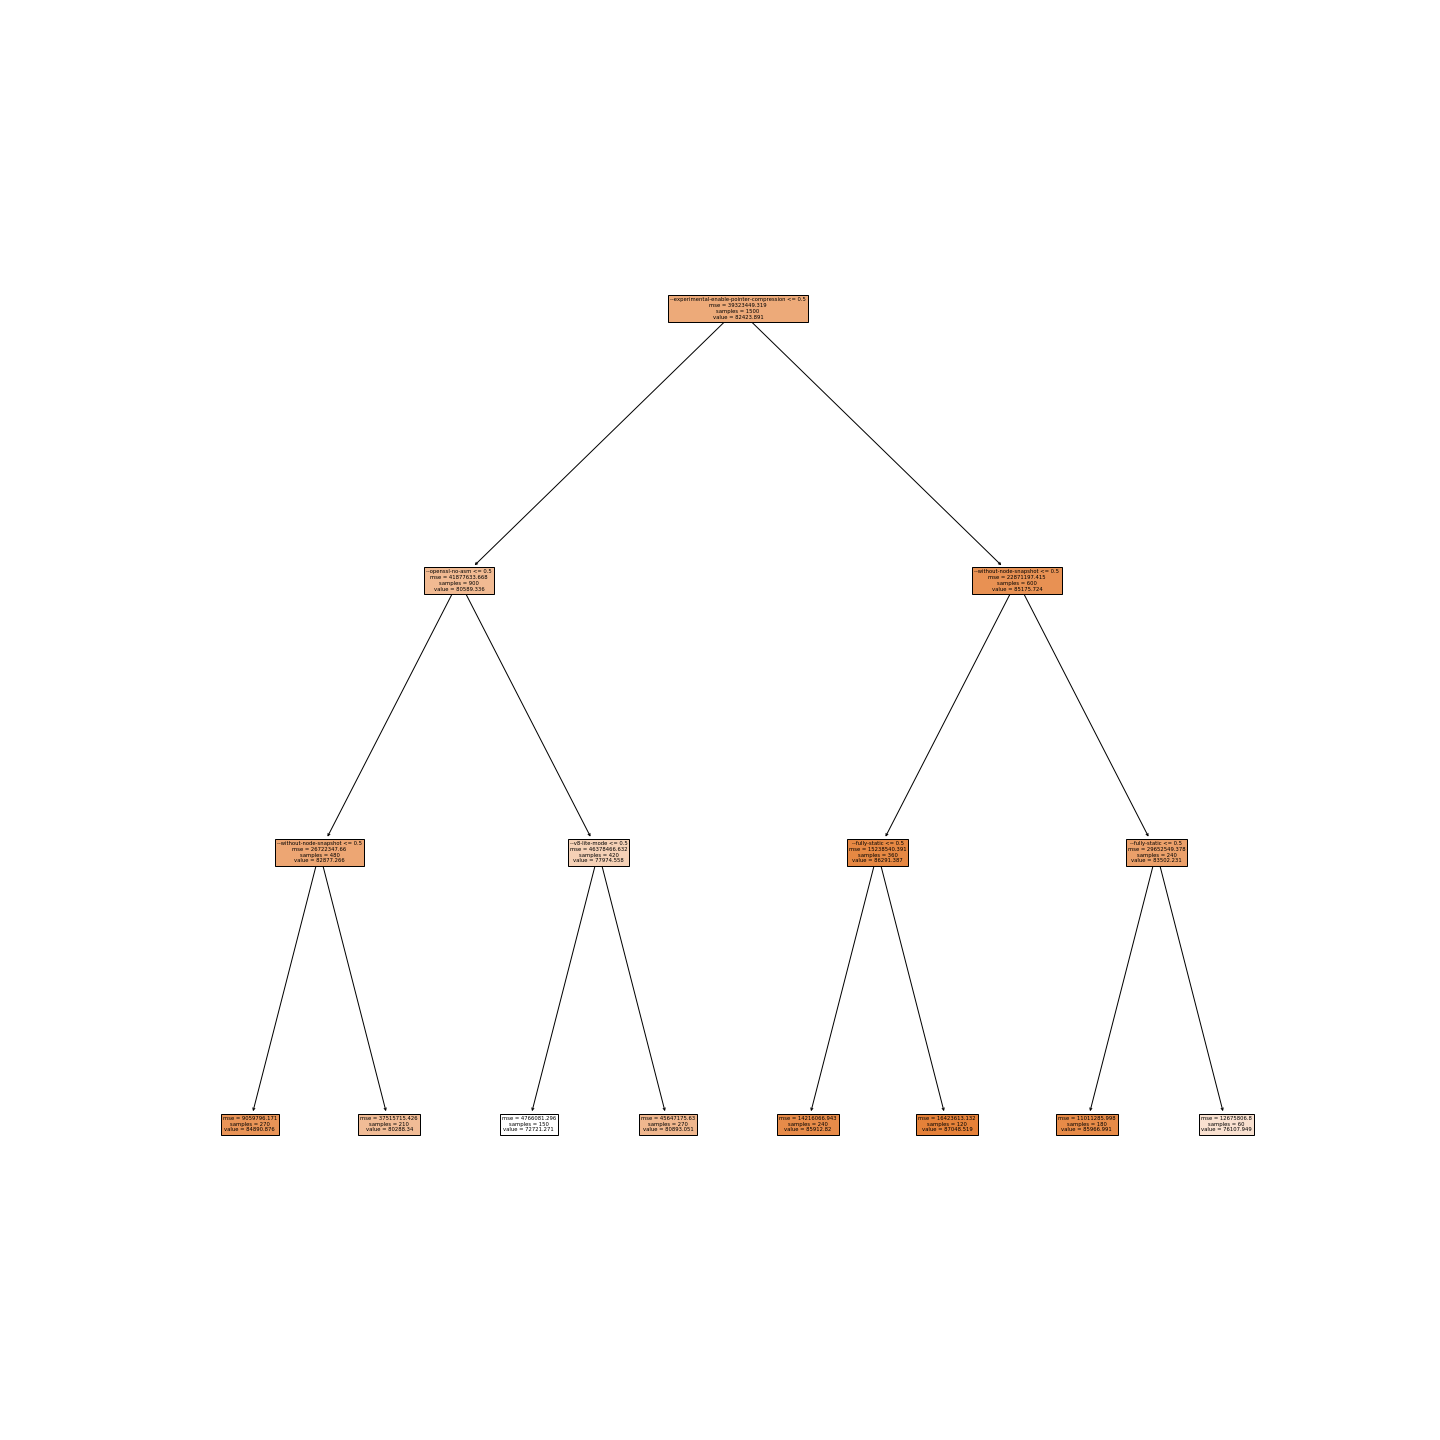 --experimental-enable-pointer-compression <= 0.5
mse = 39323449.319
samples = 1500
value = 82423.891
--openssl-no-asm <= 0.5
mse = 41877633.668
samples = 900
value = 80589.336
--without-node-snapshot <= 0.5
mse = 22871197.415
samples = 600
value = 85175.724
--without-node-snapshot <= 0.5
mse = 26722347.66
samples = 480
value = 82877.266
--v8-lite-mode <= 0.5
mse = 46378466.632
samples = 420
value = 77974.558
--fully-static <= 0.5
mse = 15238540.391
samples = 360
value = 86291.387
--fully-static <= 0.5
mse = 29652549.378
samples = 240
value = 83502.231
mse = 9059796.171
samples = 270
value = 84890.876
mse = 37515715.426
samples = 210
value = 80288.34
mse = 4766081.296
samples = 150
value = 72721.271
mse = 45647175.63
samples = 270
value = 80893.051
mse = 14216066.943
samples = 240
value = 85912.82
mse = 16423613.132
samples = 120
value = 87048.519
mse = 11011285.998
samples = 180
value = 85966.991
mse = 12675806.8
samples = 60
value = 76107.949